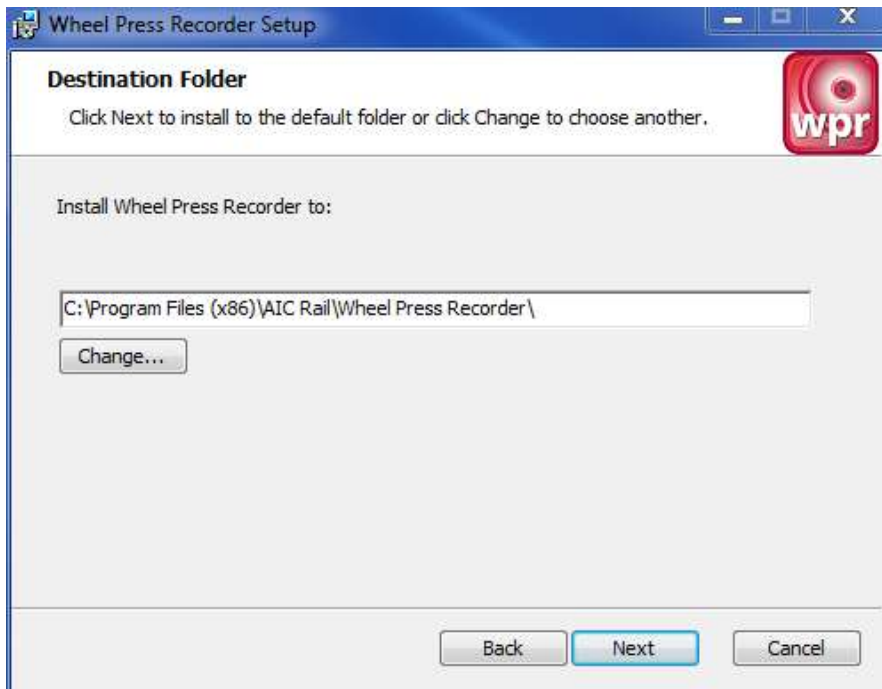 Wheel Press Recorder Setup
Destination Folder
Click Next to install to the default folder or click Change to choose another.
wpr
Install Wheel Press Recorder to:
C:\Program Files (x86)\AIC Rail\Wheel Press Recorder\
Change...
Back Next Cancel